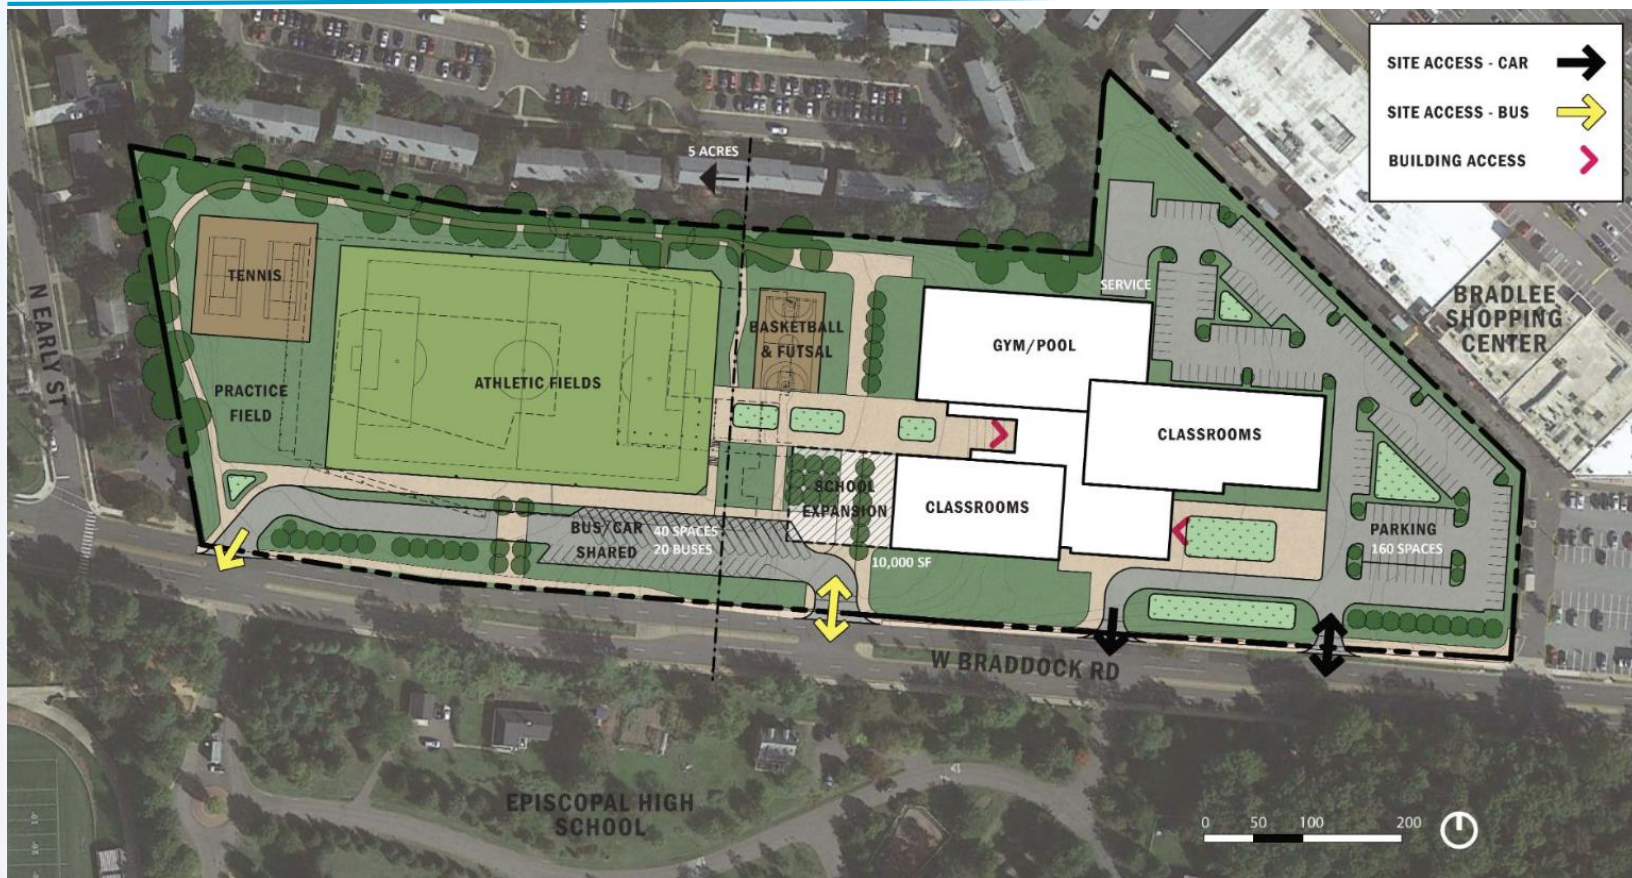 SITE ACCESS - CAR
SITE ACCESS - BUS
BUILDING ACCESS
5 ACRES
TENNIS
SERVICE
BRADLEE
SHOPPING
CENTER
N EARLY ST
BASKETBALL
& FUTSAL
GYM/POOL
PRACTICE
FIELD
ATHLETIC FIELDS
CLASSROOMS
SCHOOL
EXPANSION
CLASSROOMS
BUS/CAR
SHARED
40 SPACES
20 BUSES
PARKING
160 SPACES
10,000 SF
W BRADDOCK RD
EPISCOPAL HIGH
SCHOOL
0 50 100 200